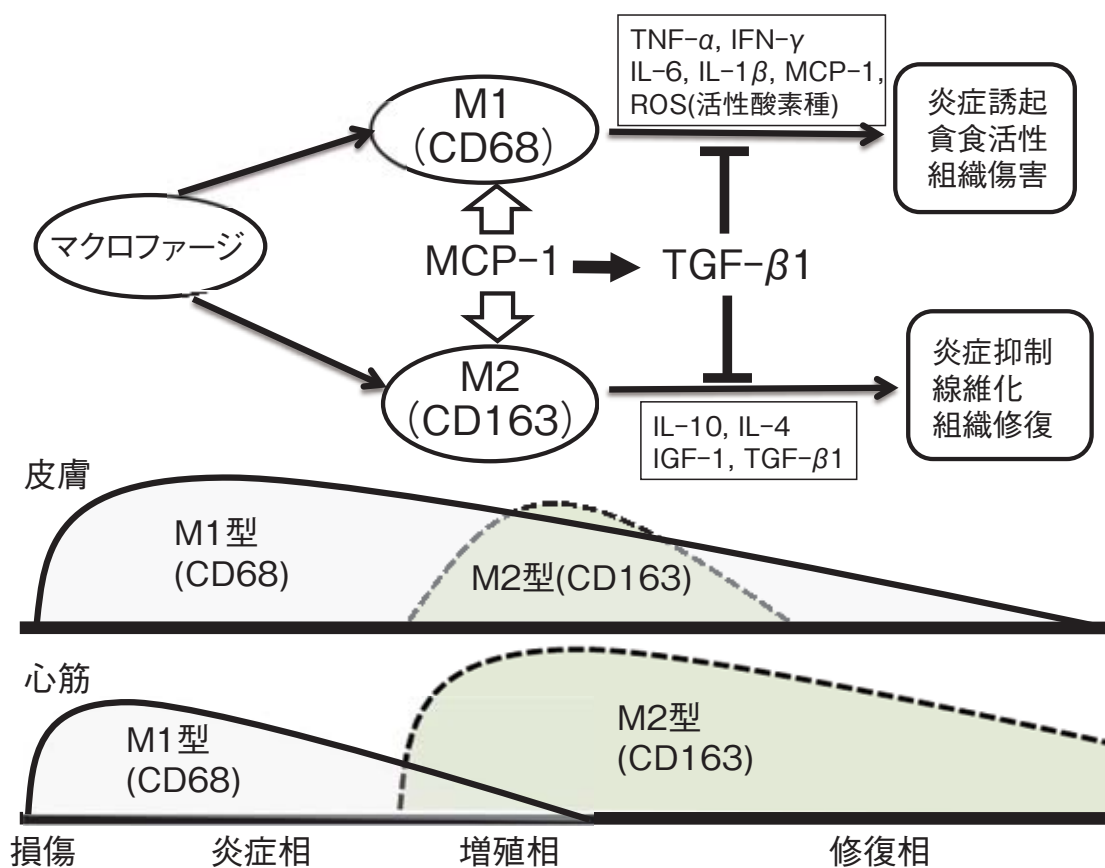 TNF-α, IFN-γ
IL-6, IL-1β, MCP-1,
ROS(活性酸素種)
M1
(CD68)
炎症誘起
貪食活性
組織傷害
マクロファージ
MCP-1
TGF-β1
M2
(CD163)
炎症抑制
線維化
組織修復
IL-10, IL-4
IGF-1, TGF-β1
皮膚
M1型
(CD68)
M2型(CD163)
心筋
M1型
(CD68)
M2型
(CD163)
損傷 炎症相 増殖相 修復相